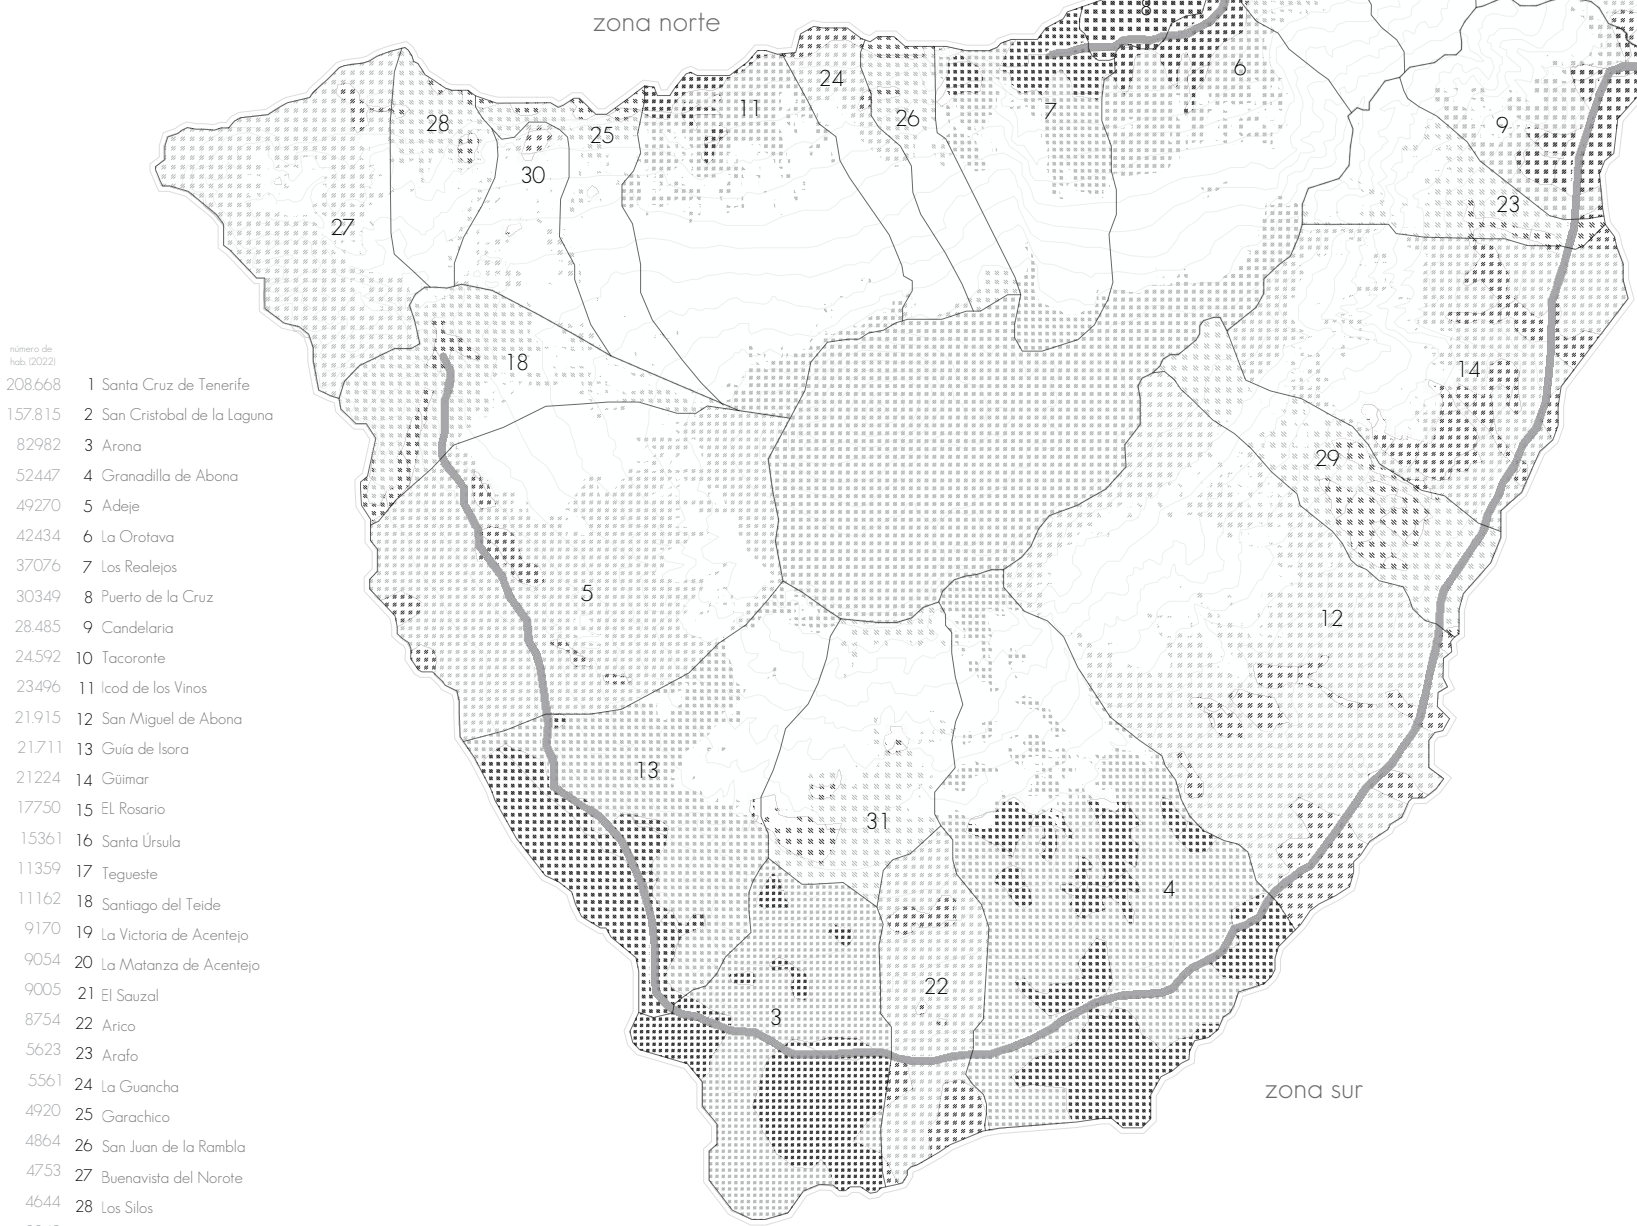 zona norte
8
6
24
11
7
26
28
25
9
30
23
27
18
14
29
5
12
13
31
4
22
3
zona sur
número de
hab. (2022)
208.668 1 Santa Cruz de Tenerife
157.815 2 San Cristobal de la Laguna
82982 3 Arona
52447 4 Granadilla de Abona
49270 5 Adeje
42434 6 La Orotava
37076 7 Los Realejos
30349 8 Puerto de la Cruz
28.485 9 Candelaria
24.592 10 Tacoronte
23496 11 Icod de los Vinos
21.915 12 San Miguel de Abona
21.711 13 Guía de Isora
21224 14 Güimar
17750 15 EL Rosario
15361 16 Santa Úrsula
11359 17 Tegueste
11162 18 Santiago del Teide
9170 19 La Victoria de Acentejo
9054 20 La Matanza de Acentejo
9005 21 El Sauzal
8754 22 Arico
5623 23 Arafo
5561 24 La Guancha
4920 25 Garachico
4864 26 San Juan de la Rambla
4753 27 Buenavista del Norote
4644 28 Los Silos